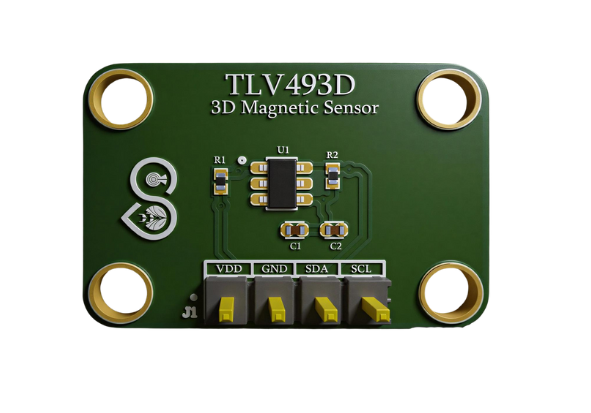 TLV493D
3D Magnetic Sensor
U1
R1
R2
C1
C2
VDD GND SDA SCL
J1